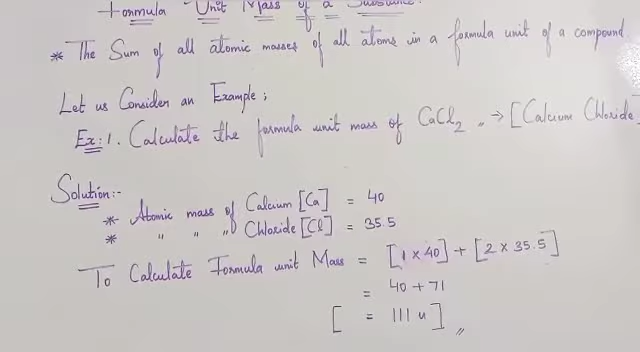 Formula Unit Mass of a Substance
* The Sum of all atomic masses of all atoms in a formula unit of a compound.
Let us Consider an Example;
Ex:1. Calculate the formula unit mass of CaCl2 ,, → [Calcium Chloride]
Solution:-
* Atomic mass of Calcium [Ca] = 40
* " " " Chloride [Cl] = 35.5
To Calculate Formula unit Mass = [1 x 40] + [2 x 35.5]
= 40 + 71
[ = 111 u ] ,,